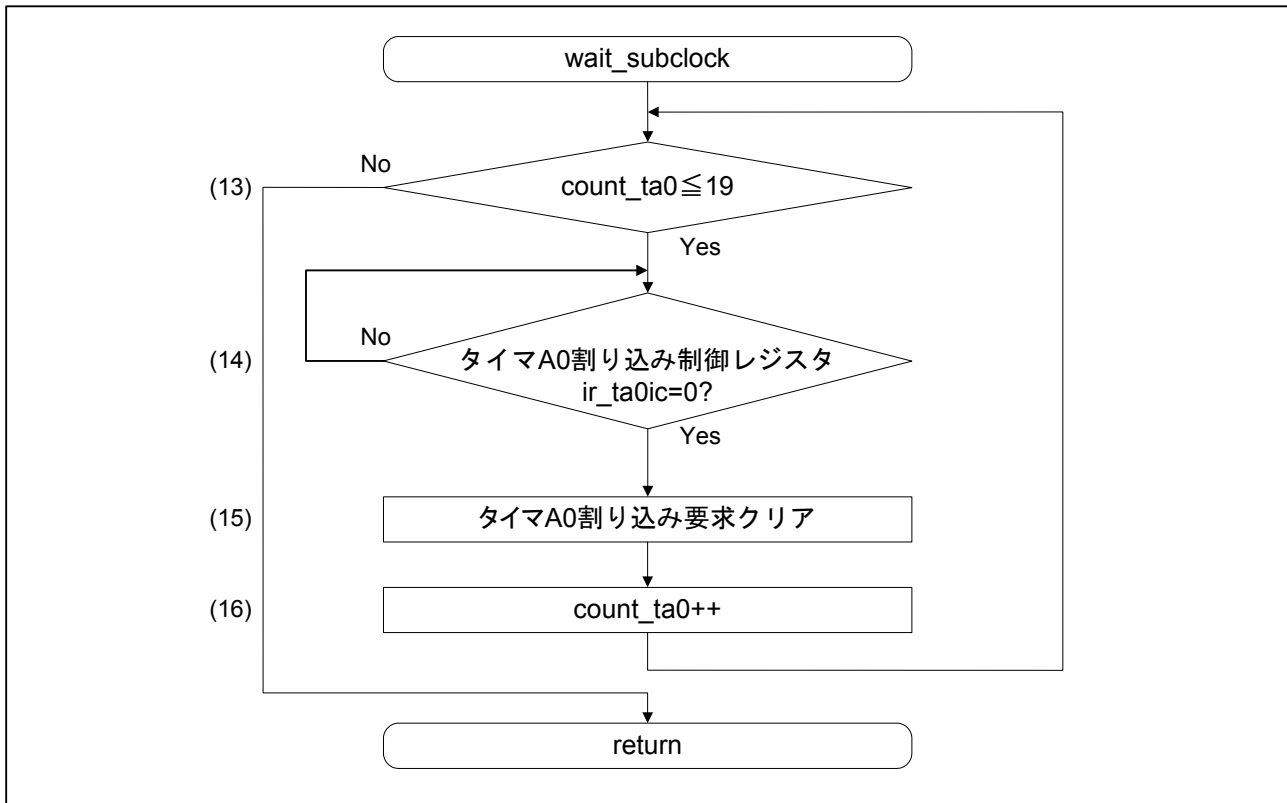 wait_subclock
No
(13)
count_ta0≦19
Yes
No
(14)
タイマA0割り込み制御レジスタ
ir_ta0ic=0?
Yes
(15)
タイマA0割り込み要求クリア
(16)
count_ta0++
return